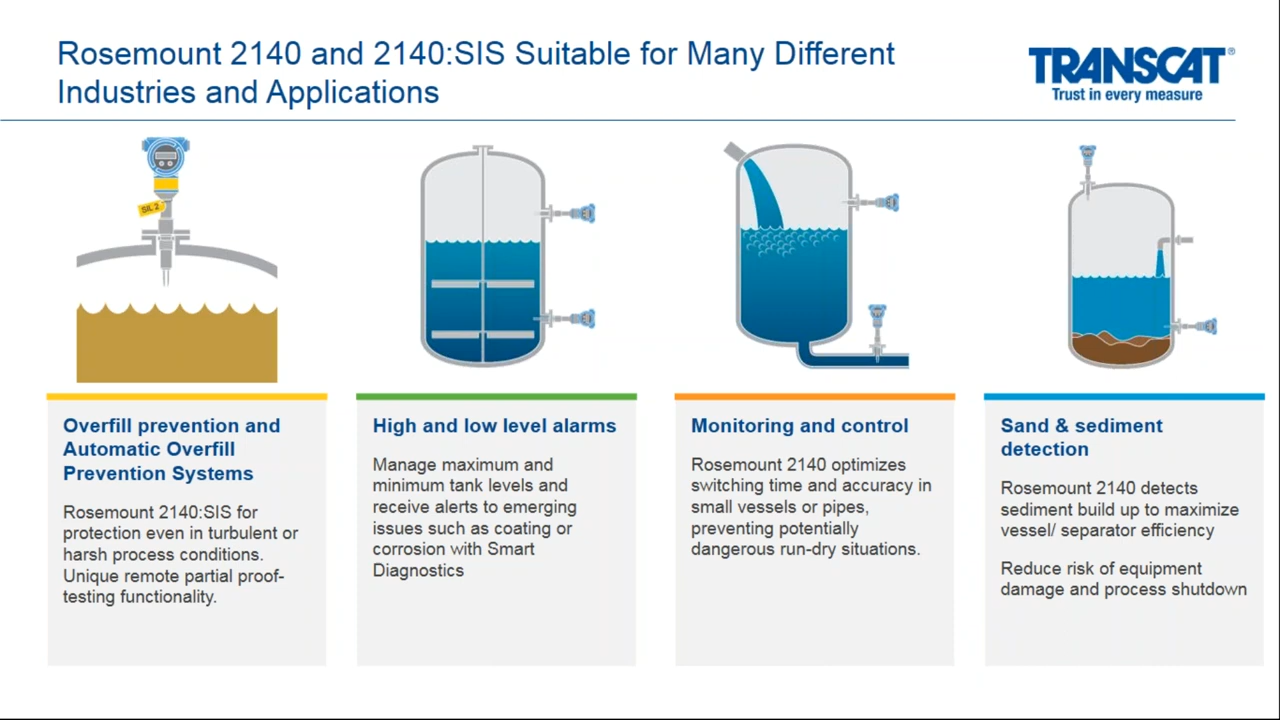 Rosemount 2140 and 2140:SIS Suitable for Many Different
Industries and Applications
TRANSCAT®
Trust in every measure
SIL 2
Overfill prevention and
Automatic Overfill
Prevention Systems
Rosemount 2140:SIS for
protection even in turbulent or
harsh process conditions.
Unique remote partial proof-
testing functionality.
High and low level alarms
Manage maximum and
minimum tank levels and
receive alerts to emerging
issues such as coating or
corrosion with Smart
Diagnostics
Monitoring and control
Rosemount 2140 optimizes
switching time and accuracy in
small vessels or pipes,
preventing potentially
dangerous run-dry situations.
Sand & sediment
detection
Rosemount 2140 detects
sediment build up to maximize
vessel/ separator efficiency
Reduce risk of equipment
damage and process shutdown